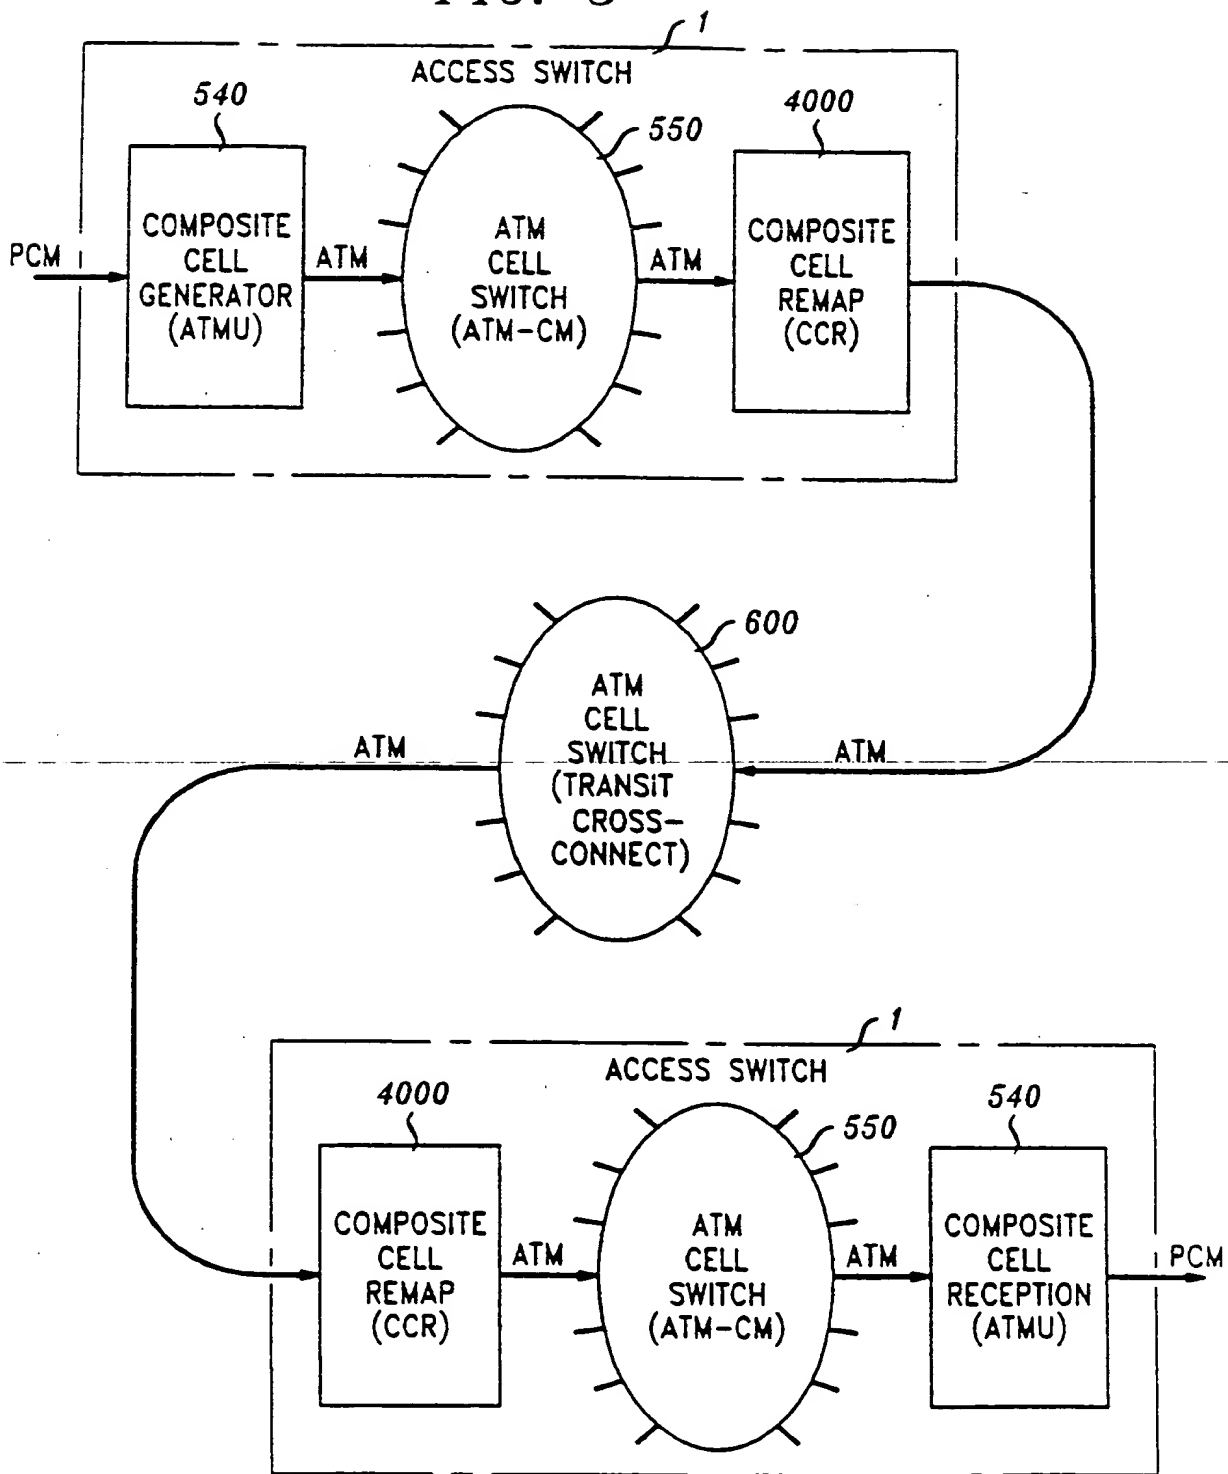 1
ACCESS SWITCH
540
550
4000
PCM
COMPOSITE
CELL
GENERATOR
(ATMU)
ATM
ATM
CELL
SWITCH
(ATM-CM)
ATM
COMPOSITE
CELL
REMAP
(CCR)
600
ATM
ATM
CELL
SWITCH
(TRANSIT
CROSS-
CONNECT)
ATM
1
ACCESS SWITCH
4000
550
540
COMPOSITE
CELL
REMAP
(CCR)
ATM
ATM
CELL
SWITCH
(ATM-CM)
ATM
COMPOSITE
CELL
RECEPTION
(ATMU)
PCM